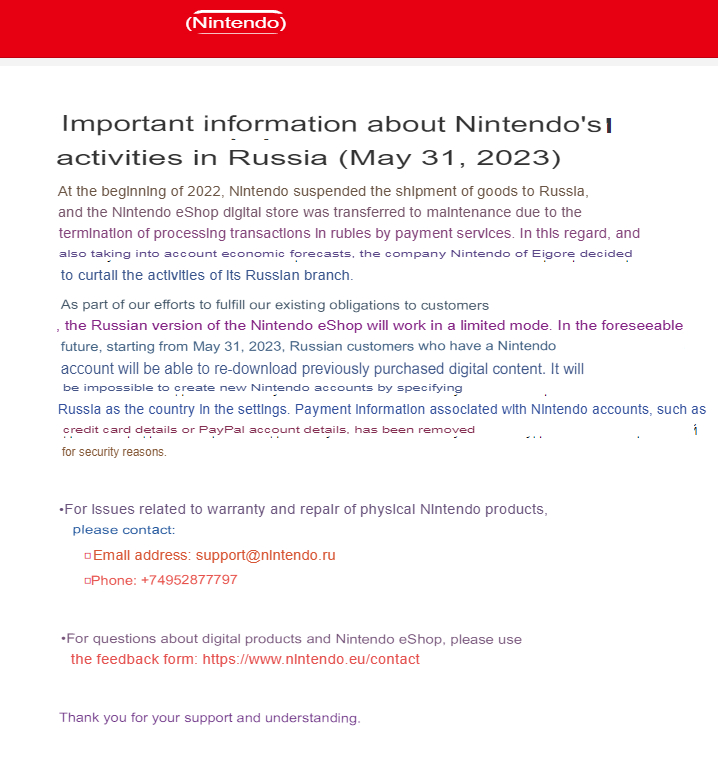 (Nintendo)
Important information about Nintendo's
activities in Russia (May 31, 2023)
At the beginning of 2022, Nintendo suspended the shipment of goods to Russia,
and the Nintendo eShop digital store was transferred to maintenance due to the
termination of processing transactions in rubles by payment services. In this regard, and
also taking into account economic forecasts, the company Nintendo of Eigore decided
to curtail the activities of its Russian branch.
As part of our efforts to fulfill our existing obligations to customers
, the Russian version of the Nintendo eShop will work in a limited mode. In the foreseeable
future, starting from May 31, 2023, Russian customers who have a Nintendo
account will be able to re-download previously purchased digital content. It will
be impossible to create new Nintendo accounts by specifying
Russia as the country in the settings. Payment information associated with Nintendo accounts, such as
credit card details or PayPal account details, has been removed
for security reasons.
•For issues related to warranty and repair of physical Nintendo products,
please contact:
▫Email address: support@nintendo.ru
▫Phone: +74952877797
•For questions about digital products and Nintendo eShop, please use
the feedback form: https://www.nintendo.eu/contact
Thank you for your support and understanding.